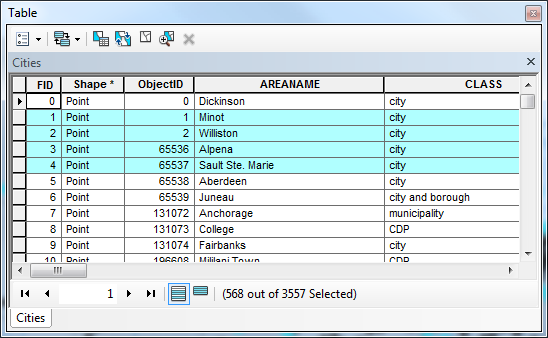 Table
Cities
FID Shape * ObjectID AREANAME CLASS
0 Point 0 Dickinson city
1 Point 1 Minot city
2 Point 2 Williston city
3 Point 65536 Alpena city
4 Point 65537 Sault Ste. Marie city
5 Point 65538 Aberdeen city
6 Point 65539 Juneau city and borough
7 Point 131072 Anchorage municipality
8 Point 131073 College CDP
9 Point 131074 Fairbanks city
10 Point 196608 Mililani Town CDP
1 (568 out of 3557 Selected)
Cities